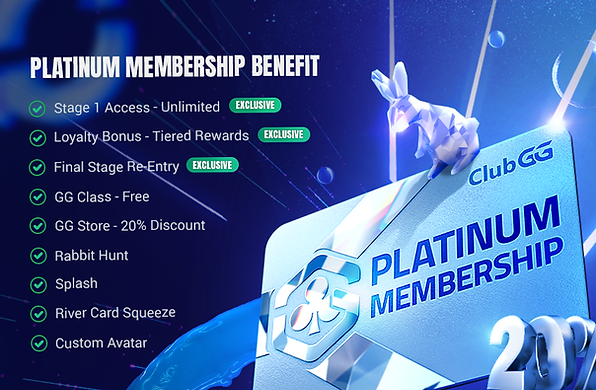 PLATINUM MEMBERSHIP BENEFIT
Stage 1 Access - Unlimited EXCLUSIVE
Loyalty Bonus - Tiered Rewards EXCLUSIVE
Final Stage Re-Entry EXCLUSIVE
GG Class - Free
GG Store - 20% Discount
Rabbit Hunt
Splash
River Card Squeeze
Custom Avatar
ClubGG
PLATINUM
MEMBERSHIP
20%